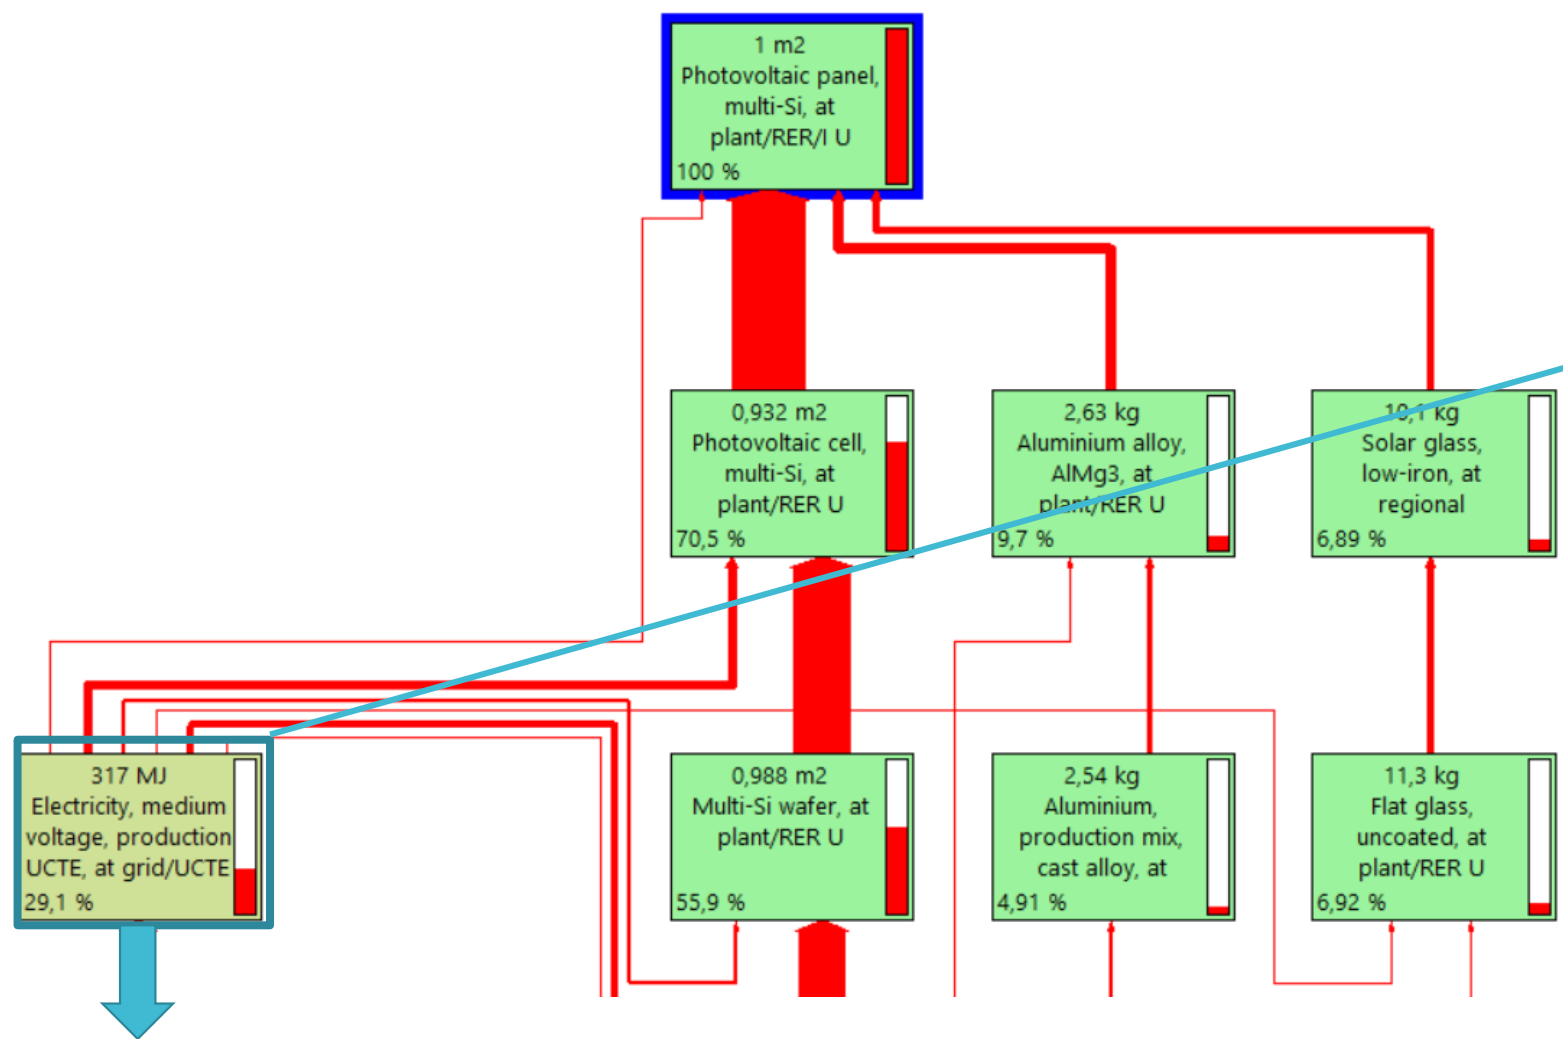 1 m2
Photovoltaic panel,
multi-Si, at
plant/RER/I U
100 %
0,932 m2
Photovoltaic cell,
multi-Si, at
plant/RER U
70,5 %
2,63 kg
Aluminium alloy,
AlMg3, at
plant/RER U
9,7 %
10,1 kg
Solar glass,
low-iron, at
regional
6,89 %
317 MJ
Electricity, medium
voltage, production
UCTE, at grid/UCTE
29,1 %
0,988 m2
Multi-Si wafer, at
plant/RER U
55,9 %
2,54 kg
Aluminium,
production mix,
cast alloy, at
4,91 %
11,3 kg
Flat glass,
uncoated, at
plant/RER U
6,92 %